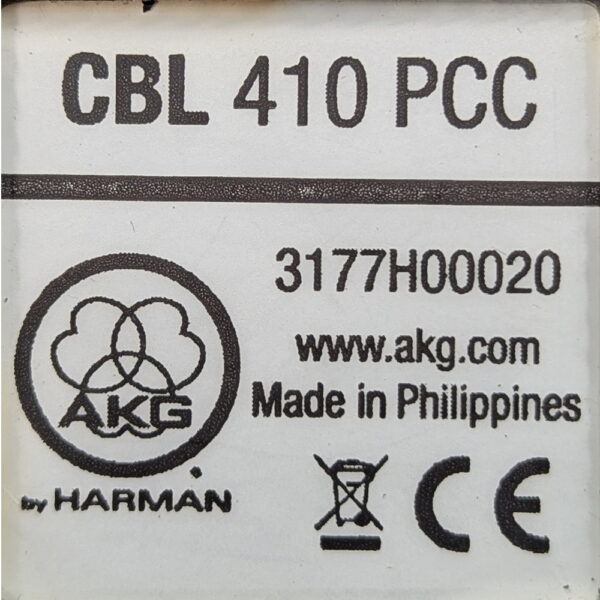 CBL 410 PCC
3177H00020
www.akg.com
Made in Philippines
AKG
by HARMAN
CE